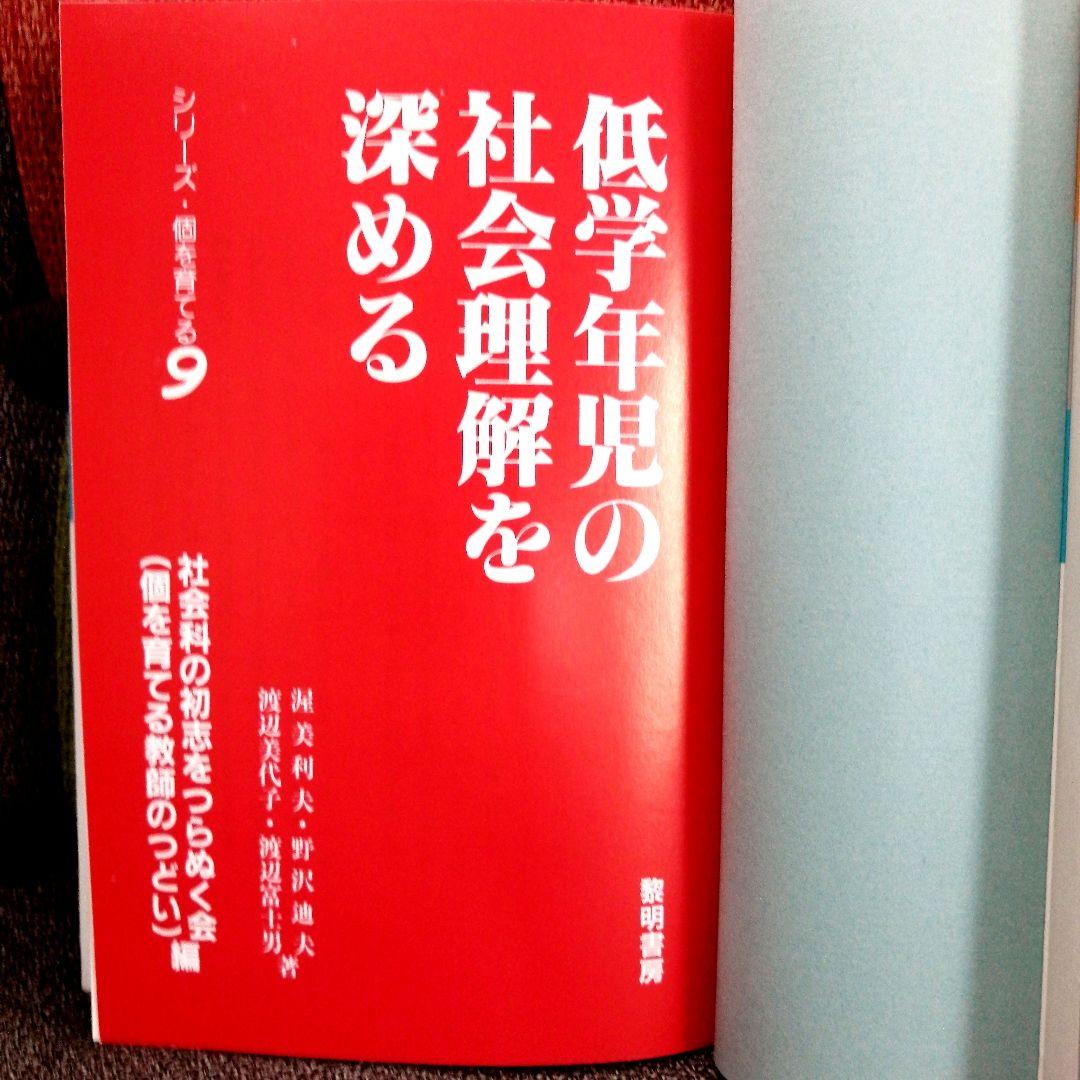 低学年児の
社会理解を
深める
黎明書房
渥美利夫・野沢迪夫
渡辺美代子・渡辺富士男 著
シリーズ・個を育てる9
社会科の初志をつらぬく会
(個を育てる教師のつどい) 編